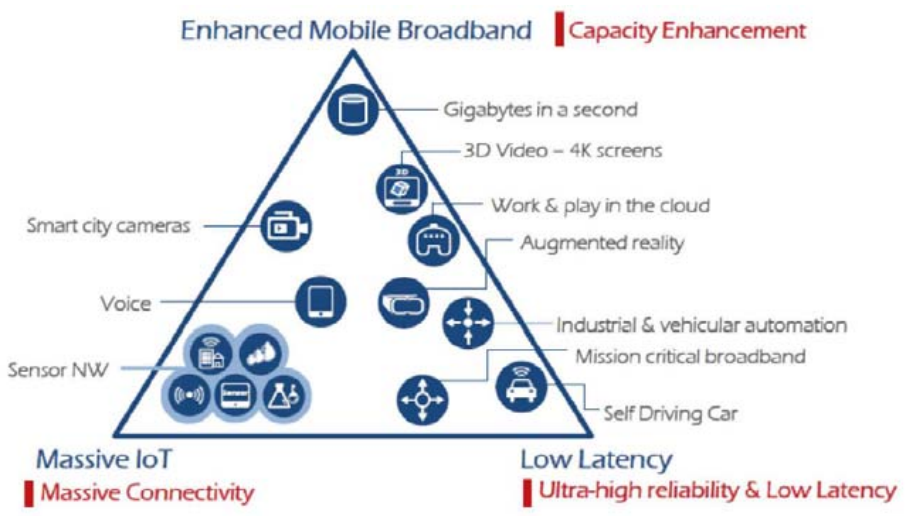 Enhanced Mobile Broadband
Capacity Enhancement
Gigabytes in a second
3D Video – 4K screens
3D
Work & play in the cloud
Smart city cameras
Augmented reality
Voice
Industrial & vehicular automation
Mission critical broadband
Sensor NW
Sensor
Self Driving Car
Massive IoT
Low Latency
Massive Connectivity
Ultra-high reliability & Low Latency